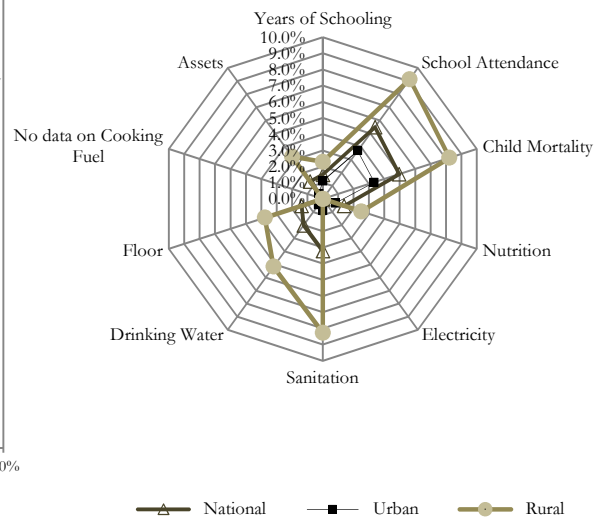 Years of Schooling
10.0%
9.0%
8.0%
7.0%
6.0%
5.0%
4.0%
3.0%
2.0%
1.0%
0.0%
School Attendance
Child Mortality
Nutrition
Electricity
Sanitation
Drinking Water
Floor
No data on Cooking
Fuel
Assets
0%
National Urban Rural